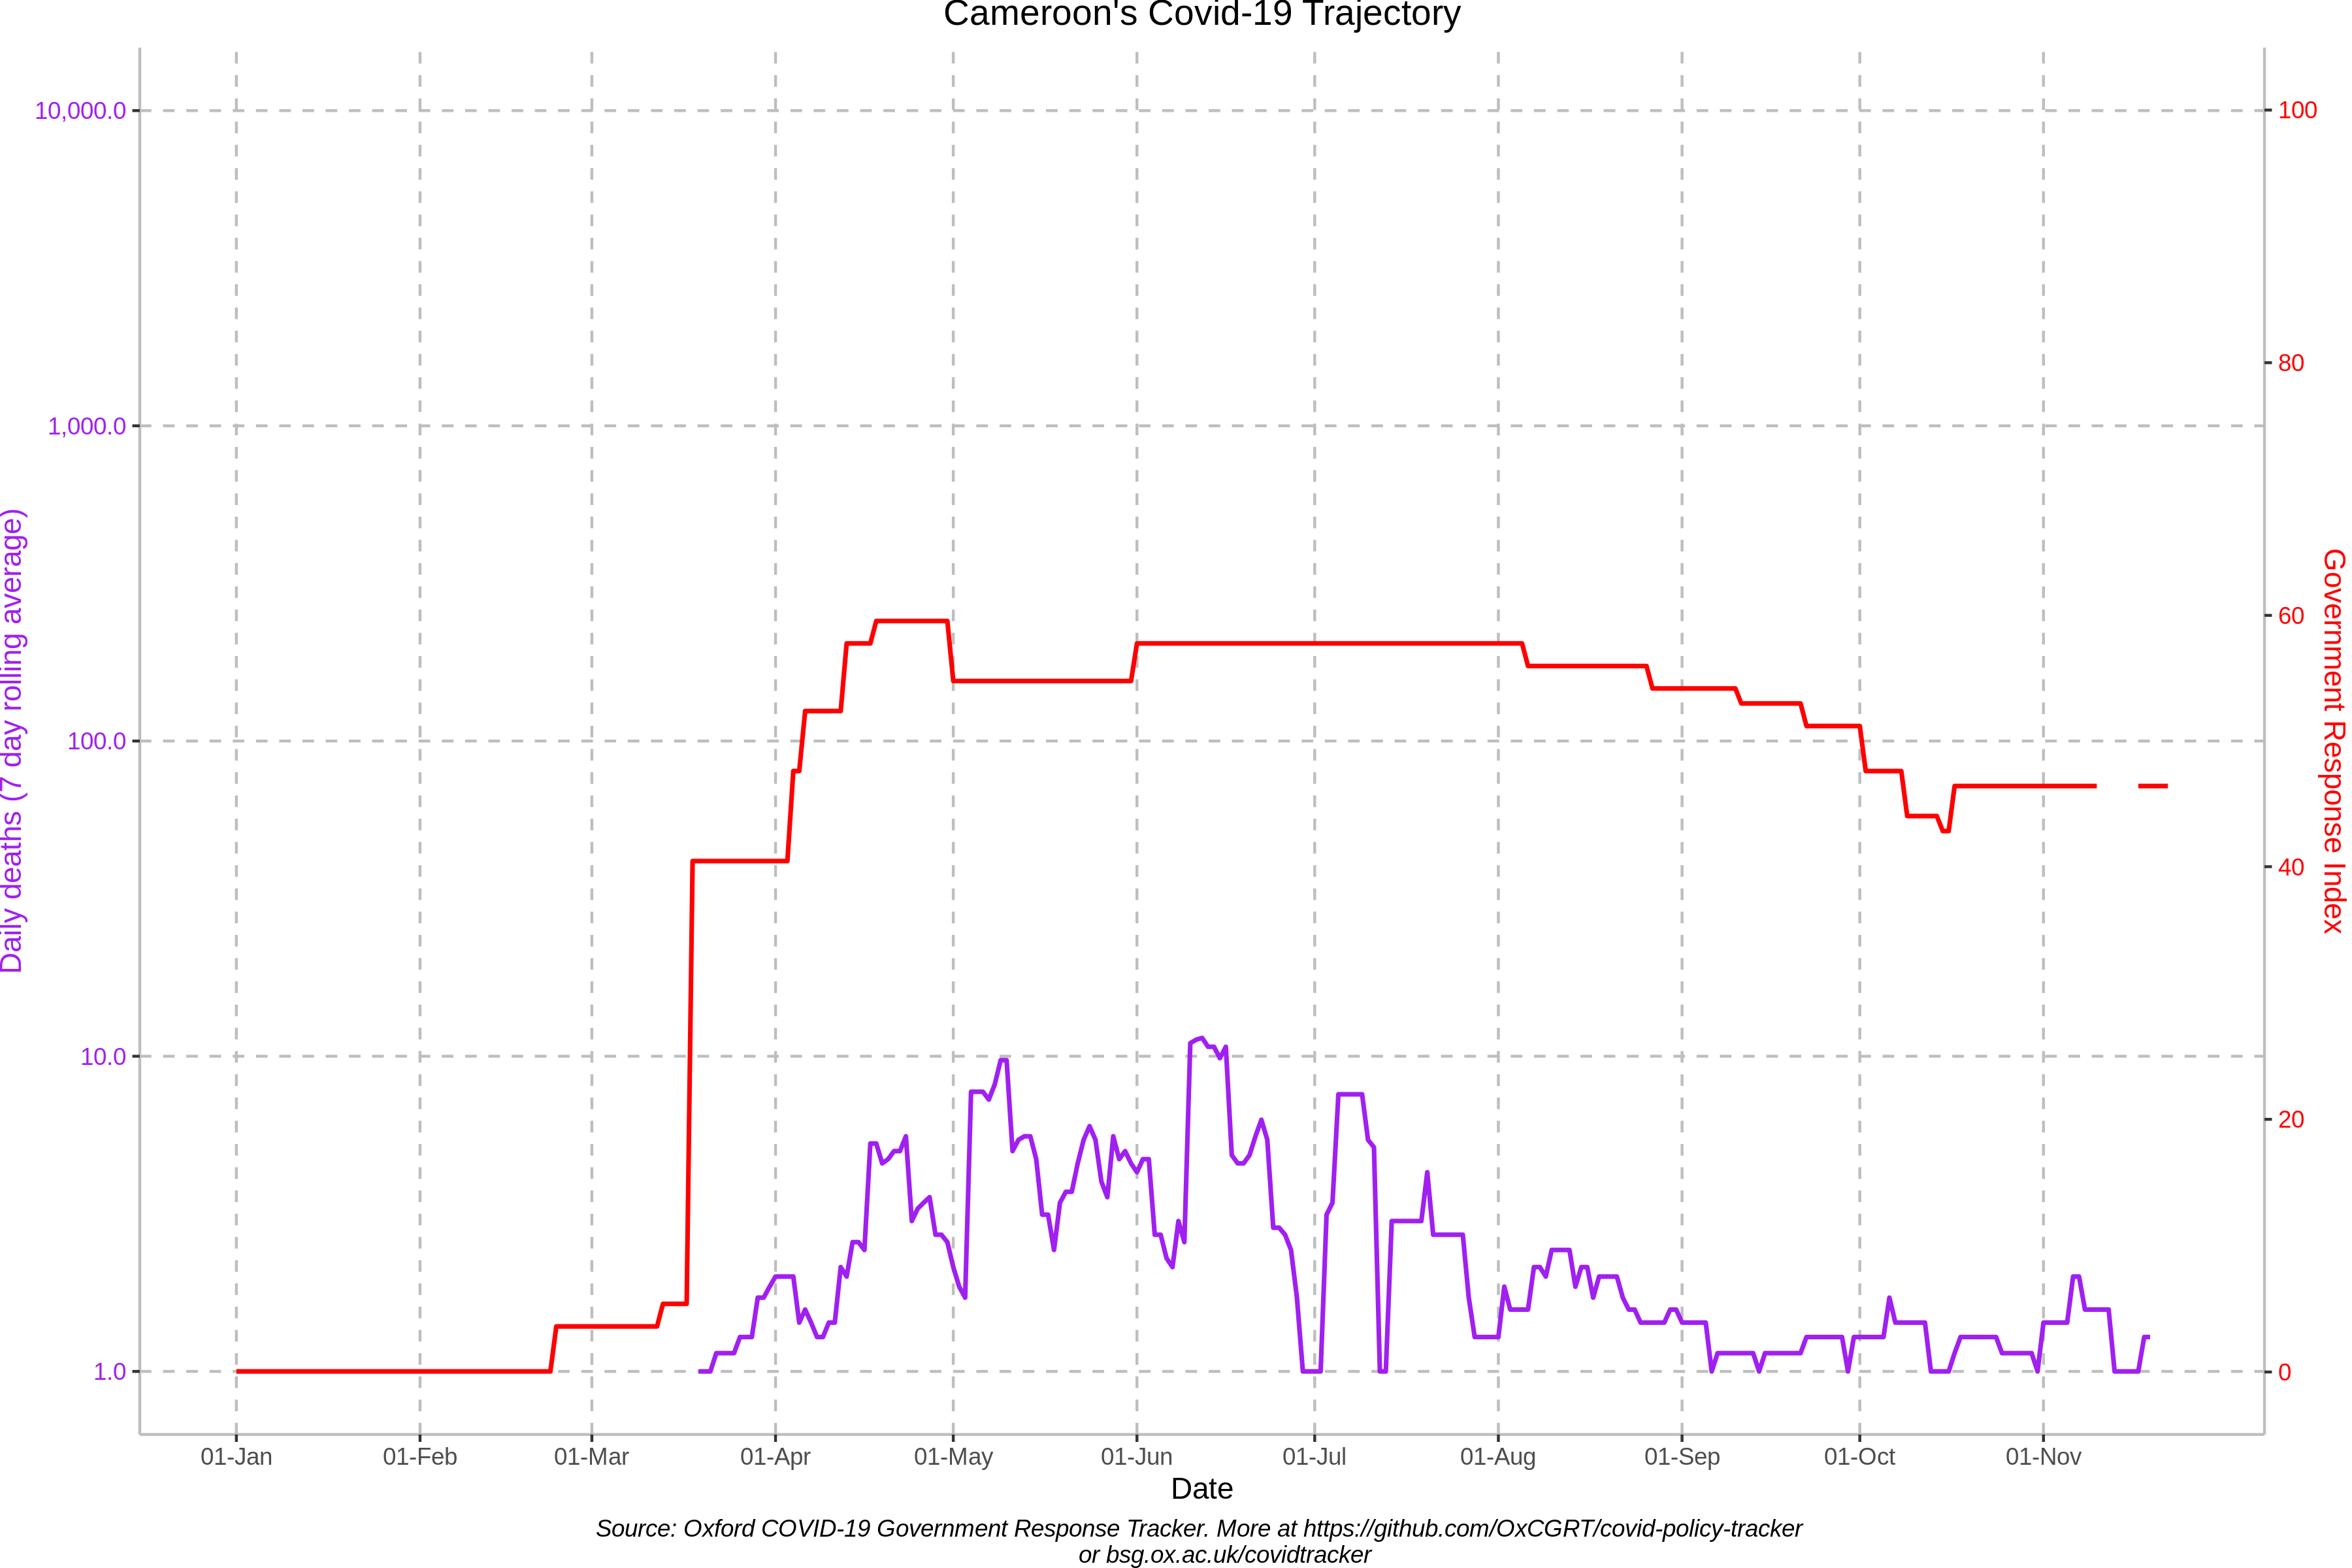 Cameroon's Covid-19 Trajectory
10,000.0
1,000.0
100.0
10.0
1.0
Daily deaths (7 day rolling average)
100
80
60
40
20
0
Government Response Index
01-Jan 01-Feb 01-Mar 01-Apr 01-May 01-Jun 01-Jul 01-Aug 01-Sep 01-Oct 01-Nov
Date
Source: Oxford COVID-19 Government Response Tracker. More at https://github.com/OxCGRT/covid-policy-tracker
or bsg.ox.ac.uk/covidtracker